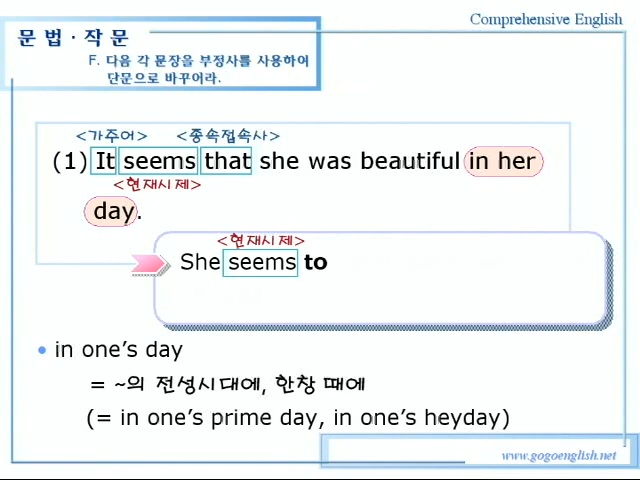 Comprehensive English
문 법 · 작 문
F. 다음 각 문장을 부정사를 사용하여
단문으로 바꾸어라.
<가주어> <종속접속사>
(1) It seems that she was beautiful in her
<현재시제>
day.
<현재시제>
She seems to
• in one's day
= ~의 전성시대에, 한창 때에
(= in one's prime day, in one's heyday)
www.gogoenglish.net